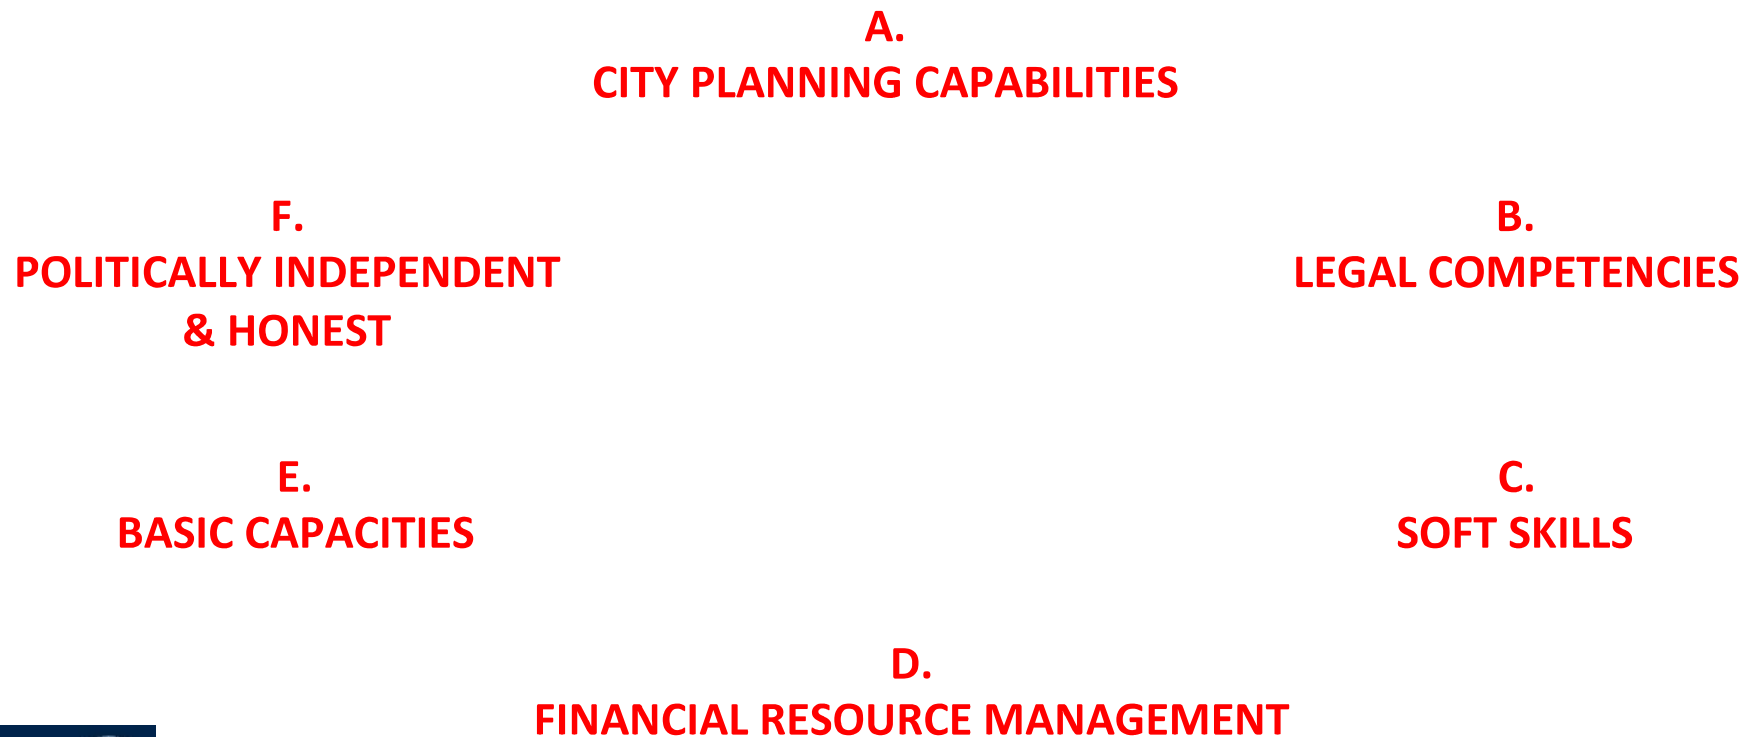 A.
CITY PLANNING CAPABILITIES
F.
POLITICALLY INDEPENDENT
& HONEST
B.
LEGAL COMPETENCIES
E.
BASIC CAPACITIES
C.
SOFT SKILLS
D.
FINANCIAL RESOURCE MANAGEMENT